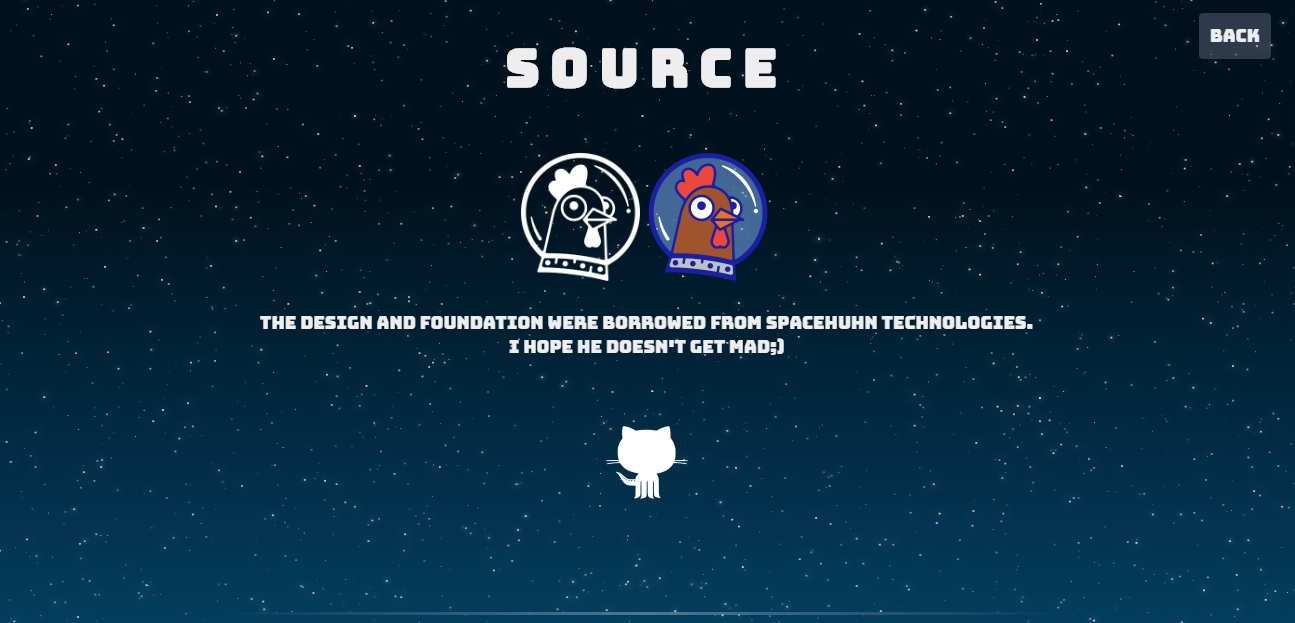 BACK
SOURCE
THE DESIGN AND FOUNDATION WERE BORROWED FROM SPACEHUHN TECHNOLOGIES.
I HOPE HE DOESN'T GET MAD;)